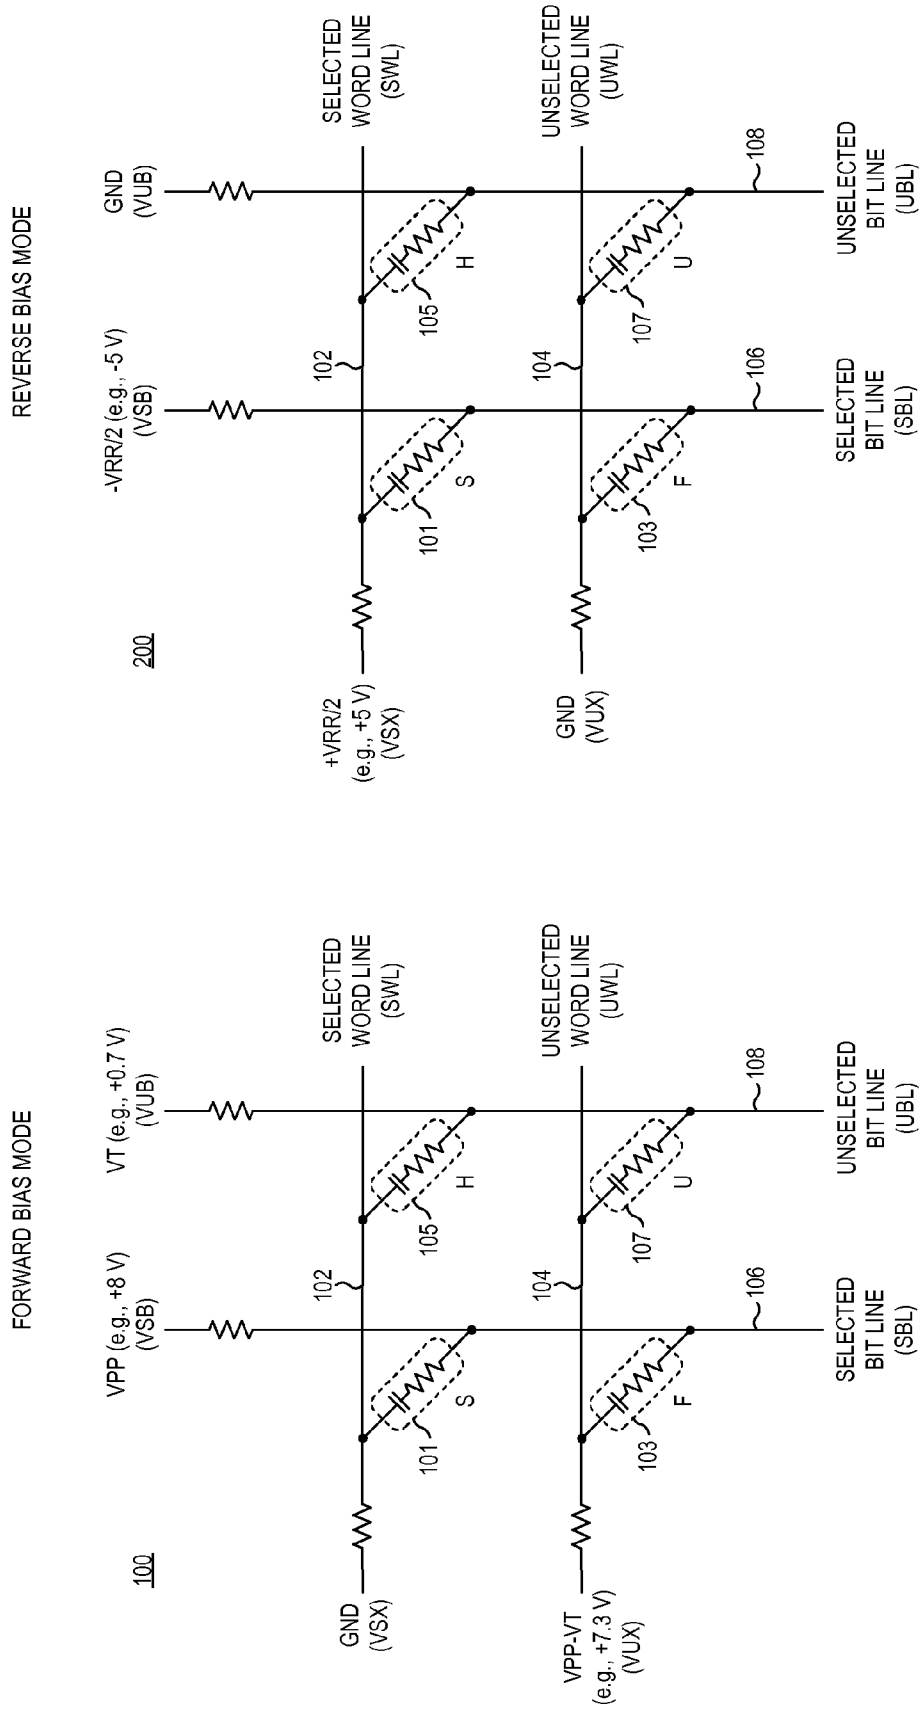 REVERSE BIAS MODE
200
-VRR/2 (e.g., -5 V)
(VSB)
GND
(VUB)
+VRR/2
(e.g., +5 V)
(VSX)
102
SELECTED
WORD LINE
(SWL)
101
S
105
H
GND
(VUX)
104
UNSELECTED
WORD LINE
(UWL)
103
F
107
U
106
108
SELECTED
BIT LINE
(SBL)
UNSELECTED
BIT LINE
(UBL)
FORWARD BIAS MODE
100
VPP (e.g., +8 V)
(VSB)
VT (e.g., +0.7 V)
(VUB)
GND
(VSX)
102
SELECTED
WORD LINE
(SWL)
101
S
105
H
VPP-VT
(e.g., +7.3 V)
(VUX)
104
UNSELECTED
WORD LINE
(UWL)
103
F
107
U
106
108
SELECTED
BIT LINE
(SBL)
UNSELECTED
BIT LINE
(UBL)